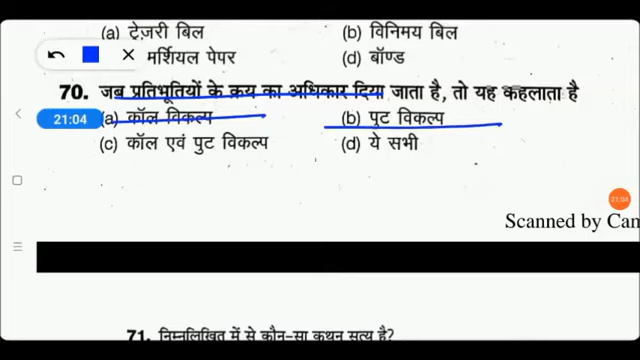 (a) ट्रेज़री बिल (b) विनिमय बिल
मर्शियल पेपर (d) बॉण्ड
70. जब प्रतिभूतियों के क्रय का अधिकार दिया जाता है, तो यह कहलाता है
21:04 (a) कॉल विकल्प (b) पुट विकल्प
(c) कॉल एवं पुट विकल्प (d) ये सभी
21:04
Scanned by Cam
71. निम्नलिखित में से कौन-सा कथन सत्य है?